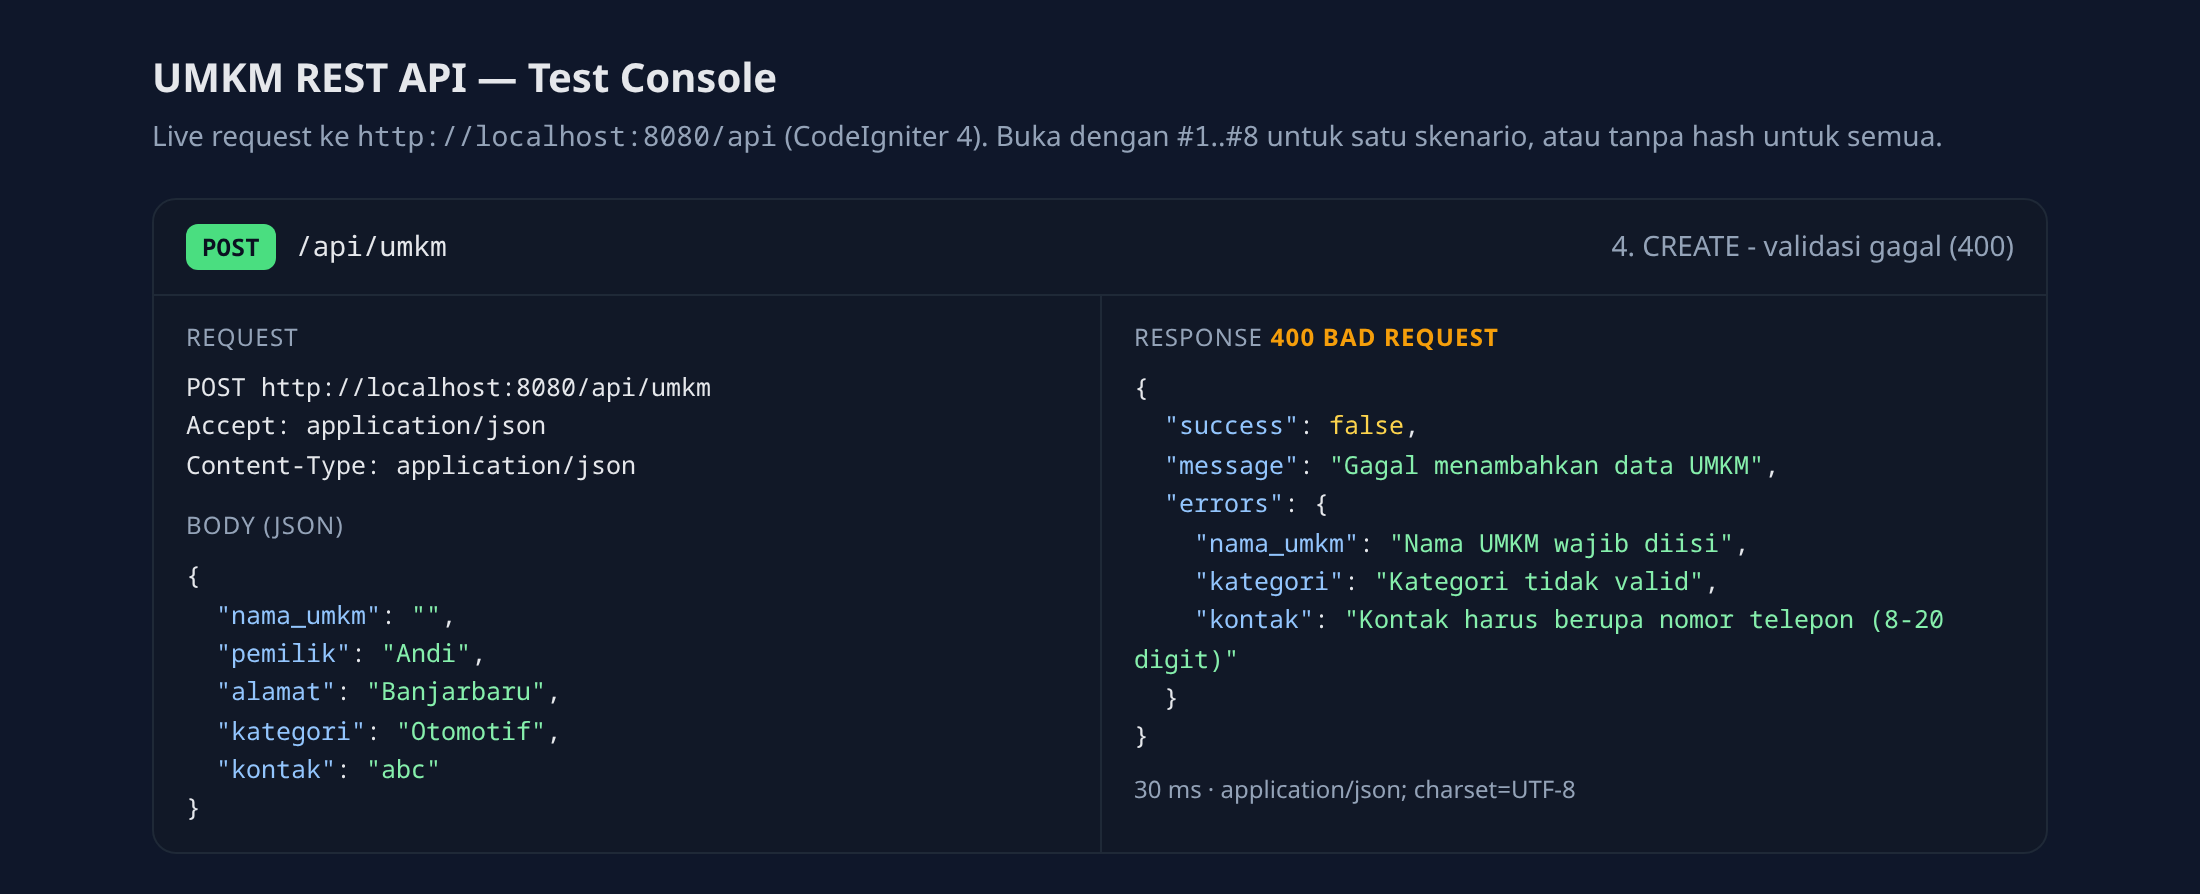 UMKM REST API — Test Console
Live request ke http://localhost:8080/api (CodeIgniter 4). Buka dengan #1..#8 untuk satu skenario, atau tanpa hash untuk semua.
POST /api/umkm
4. CREATE - validasi gagal (400)
REQUEST
POST http://localhost:8080/api/umkm
Accept: application/json
Content-Type: application/json
BODY (JSON)
{
  "nama_umkm": "",
  "pemilik": "Andi",
  "alamat": "Banjarbaru",
  "kategori": "Otomotif",
  "kontak": "abc"
}
RESPONSE 400 BAD REQUEST
{
  "success": false,
  "message": "Gagal menambahkan data UMKM",
  "errors": {
    "nama_umkm": "Nama UMKM wajib diisi",
    "kategori": "Kategori tidak valid",
    "kontak": "Kontak harus berupa nomor telepon (8-20
digit)"
  }
}
30 ms · application/json; charset=UTF-8